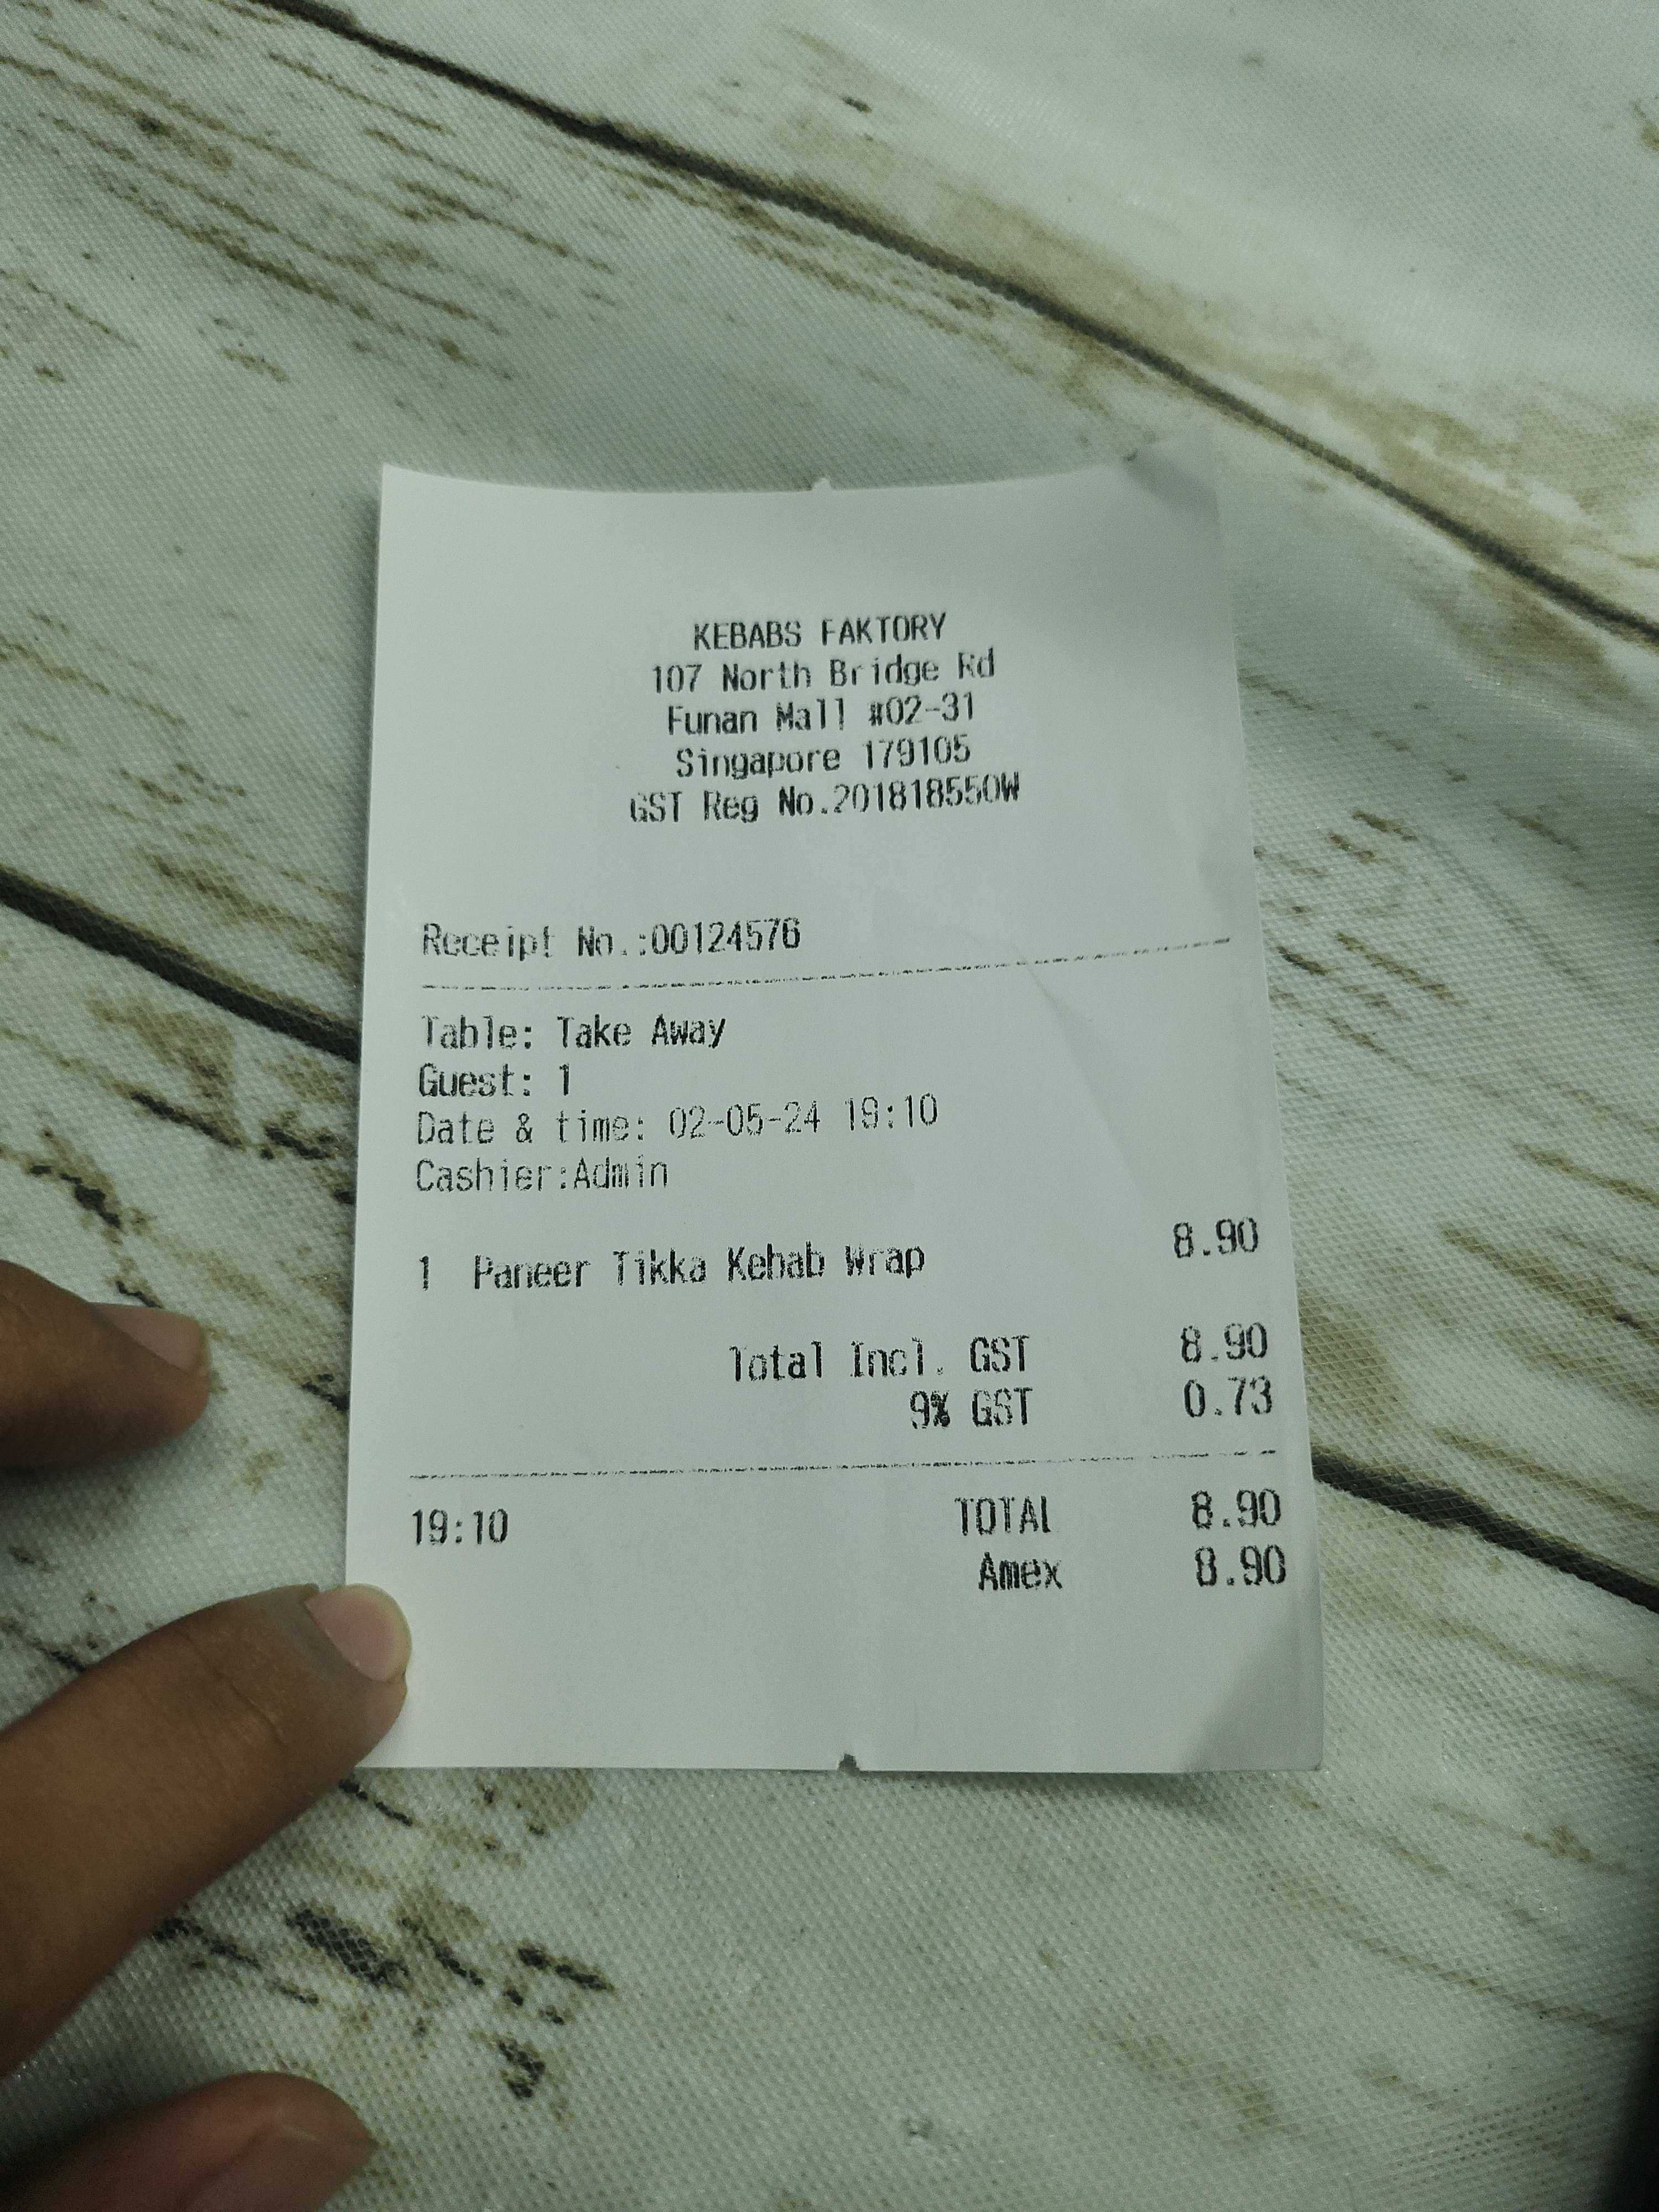 KEBABS FAKTORY
107 North Bridge Rd
Funan Mall #02-31
Singapore 179105
GST Reg No.201818550W
Receipt No.:00124576
Table: Take Away
Guest: 1
Date & time: 02-05-24 19:10
Cashier:Admin
1 Paneer Tikka Kebab Wrap 8.90
Total Incl. GST 8.90
9% GST 0.73
19:10 TOTAL 8.90
Amex 8.90